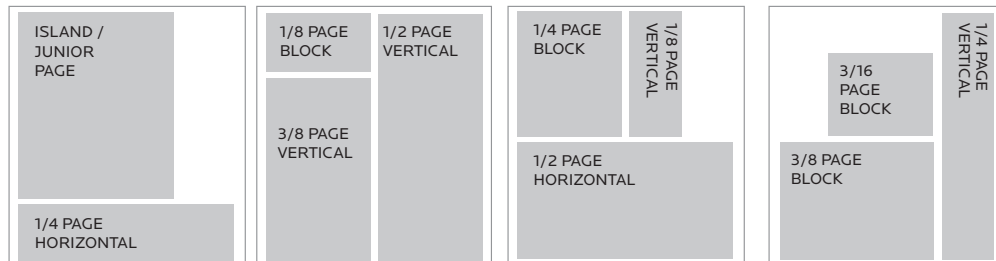 ISLAND /
JUNIOR
PAGE
1/4 PAGE
HORIZONTAL
1/8 PAGE
BLOCK
3/8 PAGE
VERTICAL
1/2 PAGE
VERTICAL
1/4 PAGE
BLOCK
1/8 PAGE
VERTICAL
1/2 PAGE
HORIZONTAL
3/16
PAGE
BLOCK
3/8 PAGE
BLOCK
1/4 PAGE
VERTICAL